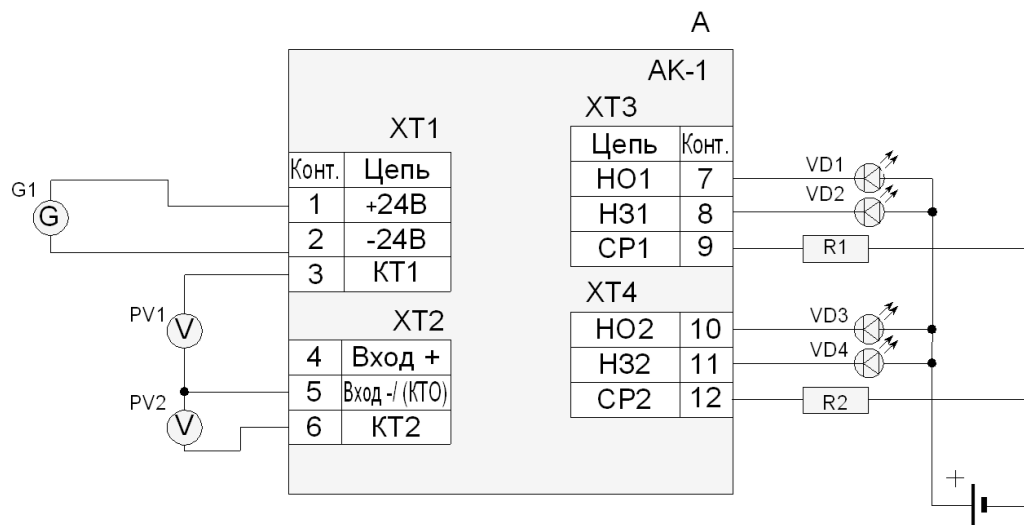 A
АК-1
XT1
Конт. Цепь
1 +24В
2 -24В
3 КТ1
XT2
4 Вход +
5 Вход -/ (КТО)
6 КТ2
G1
G
PV1
V
PV2
V
XT3
Цепь Конт.
НО1 7
НЗ1 8
СР1 9
XT4
НО2 10
НЗ2 11
СР2 12
VD1
VD2
R1
VD3
VD4
R2
+